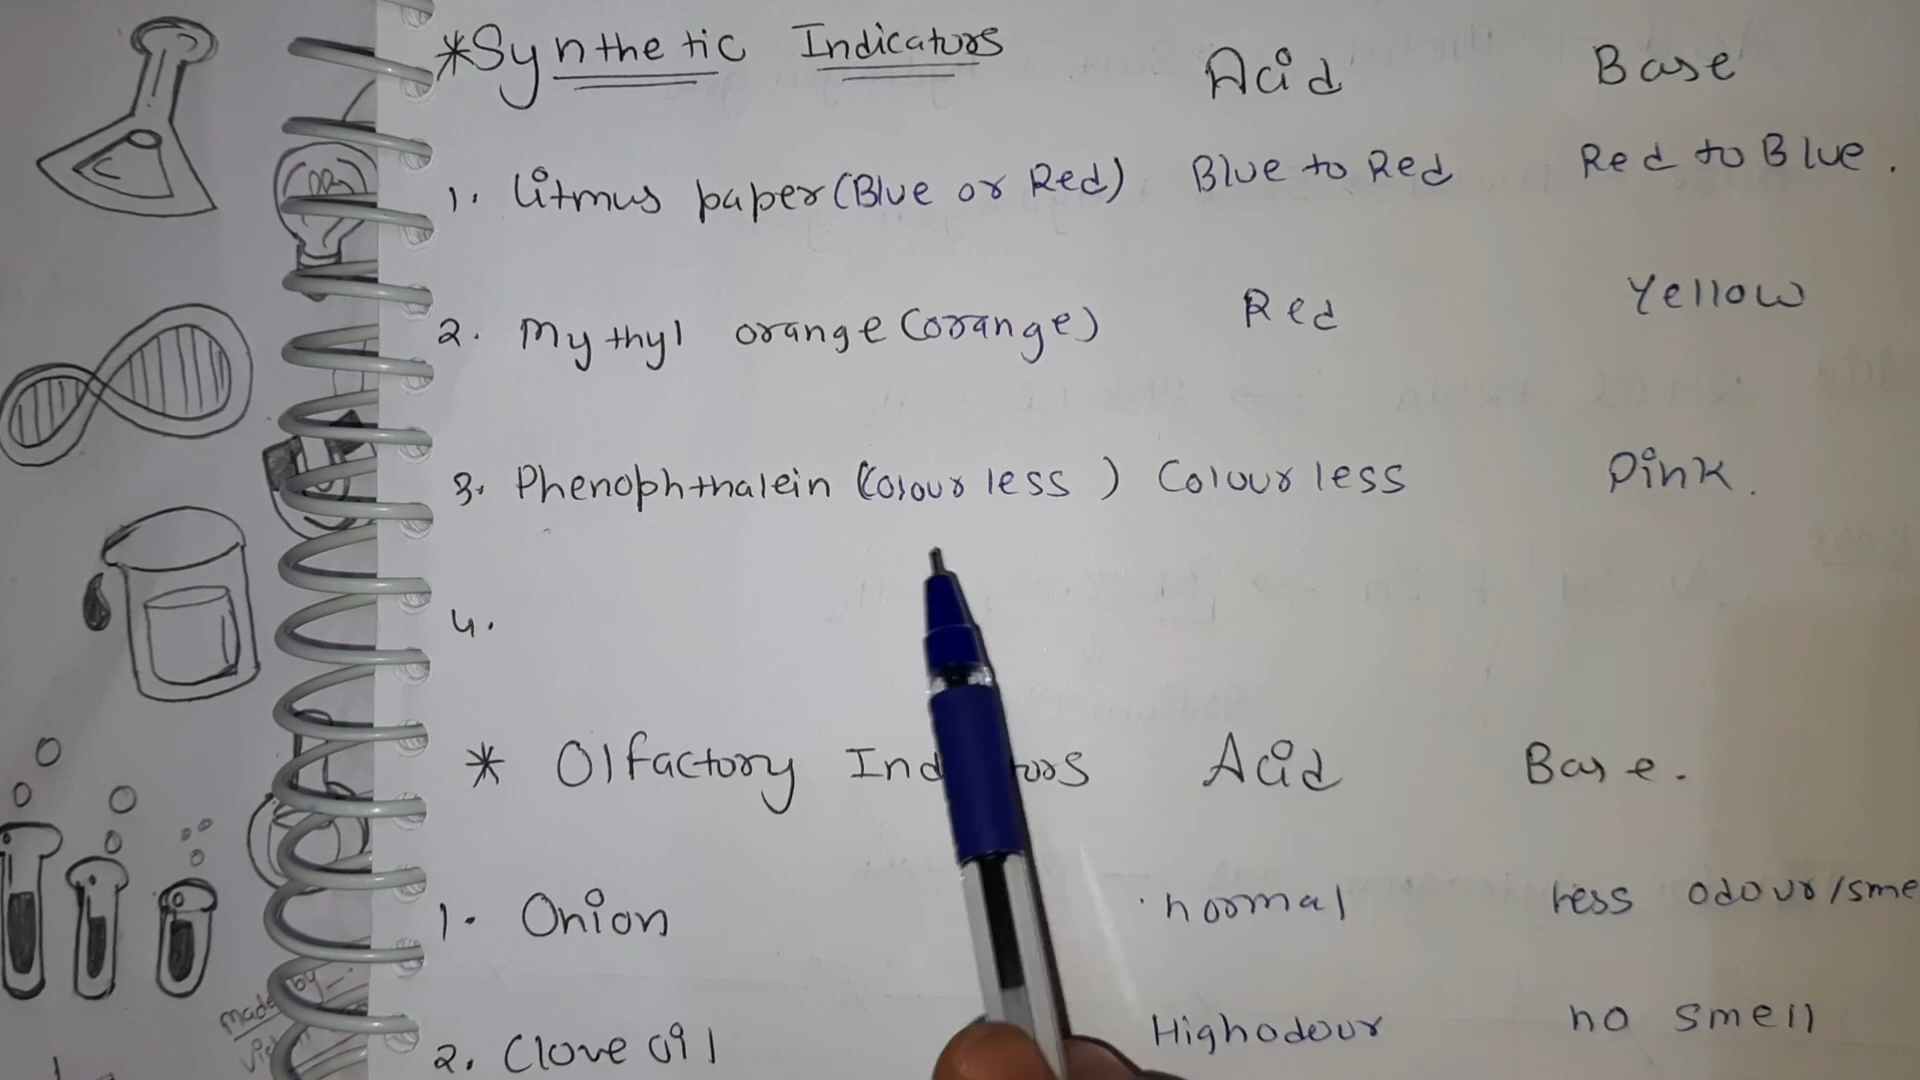 *Synthetic Indicators Acid Base
1. Litmus paper (Blue or Red) Blue to Red Red to Blue.
2. Mythyl orange (orange) Red Yellow
3. Phenophthalein (Colourless) Colourless Pink.
4.
* Olfactory Acid Base.
1. Onion normal less odour/sme
2. Clove oil High odour no smell
Made by